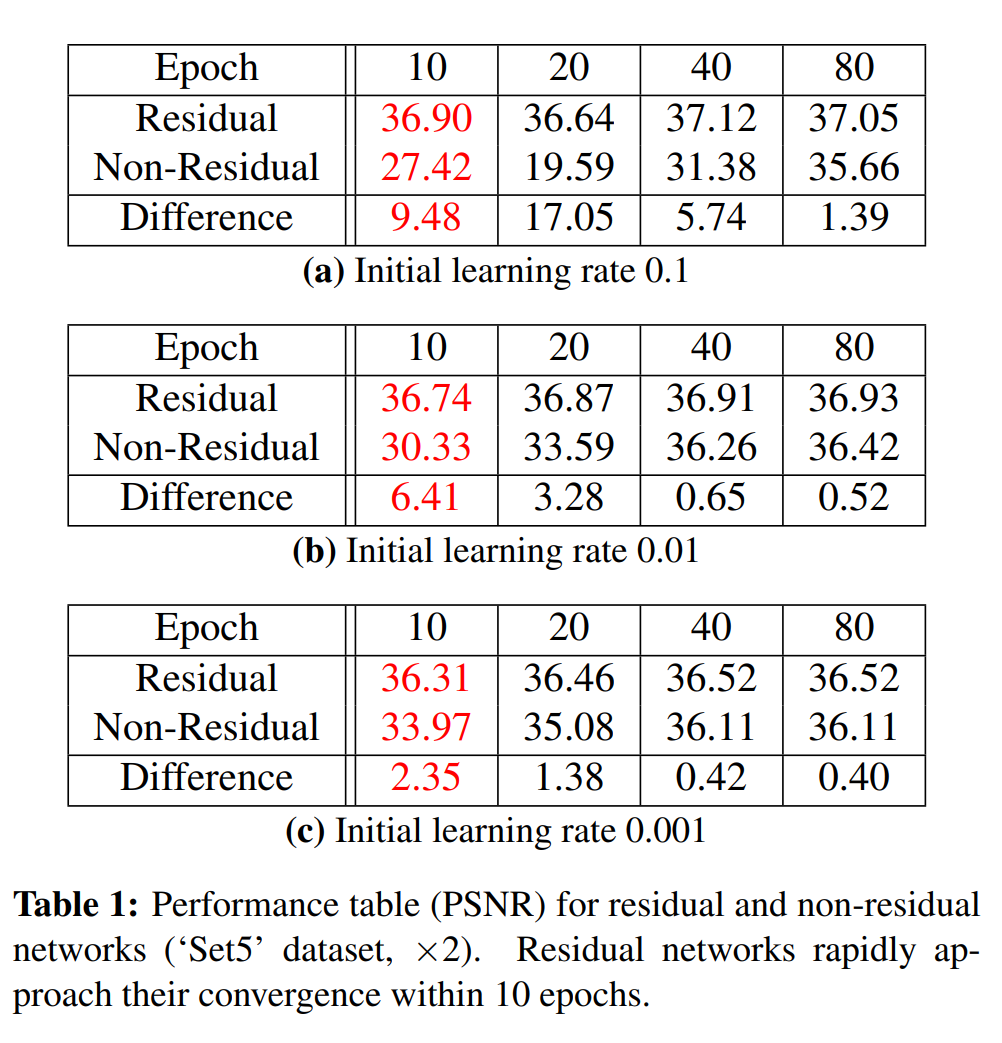 Epoch 10 20 40 80
Residual 36.90 36.64 37.12 37.05
Non-Residual 27.42 19.59 31.38 35.66
Difference 9.48 17.05 5.74 1.39
(a) Initial learning rate 0.1
Epoch 10 20 40 80
Residual 36.74 36.87 36.91 36.93
Non-Residual 30.33 33.59 36.26 36.42
Difference 6.41 3.28 0.65 0.52
(b) Initial learning rate 0.01
Epoch 10 20 40 80
Residual 36.31 36.46 36.52 36.52
Non-Residual 33.97 35.08 36.11 36.11
Difference 2.35 1.38 0.42 0.40
(c) Initial learning rate 0.001
Table 1: Performance table (PSNR) for residual and non-residual
networks (‘Set5’ dataset, ×2). Residual networks rapidly ap-
proach their convergence within 10 epochs.